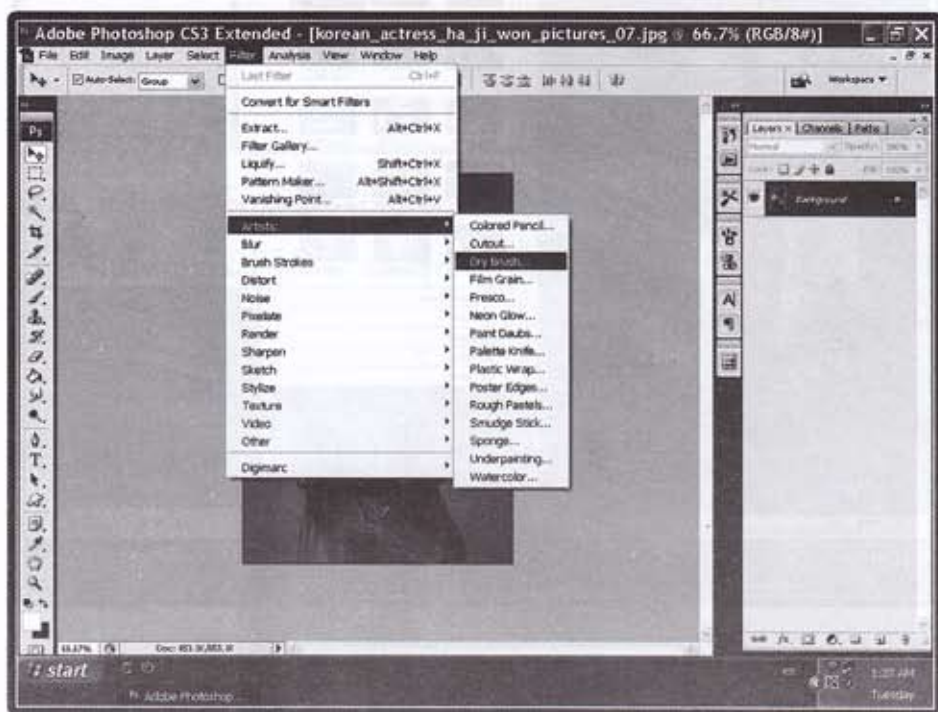 Adobe Photoshop CS3 Extended - [korean_actress_ha_ji_won_pictures_07.jpg @ 66.7% (RGB/8#)]
File Edit Image Layer Select Filter Analysis View Window Help
Auto-Select: Group
Workspace
Last Filter Ctrl+F
Convert for Smart Filters
Extract... Alt+Ctrl+X
Filter Gallery...
Liquify... Shift+Ctrl+X
Pattern Maker... Alt+Shift+Ctrl+X
Vanishing Point... Alt+Ctrl+V
Artistic
Blur
Brush Strokes
Distort
Noise
Pixelate
Render
Sharpen
Sketch
Stylize
Texture
Video
Other
Digimarc
Colored Pencil...
Cutout...
Dry Brush...
Film Grain...
Fresco...
Neon Glow...
Paint Daubs...
Palette Knife...
Plastic Wrap...
Poster Edges...
Rough Pastels...
Smudge Stick...
Sponge...
Underpainting...
Watercolor...
Ps
Layers x Channels Paths
Normal
Background
66.67%
start
Adobe Photoshop...
Tuesday